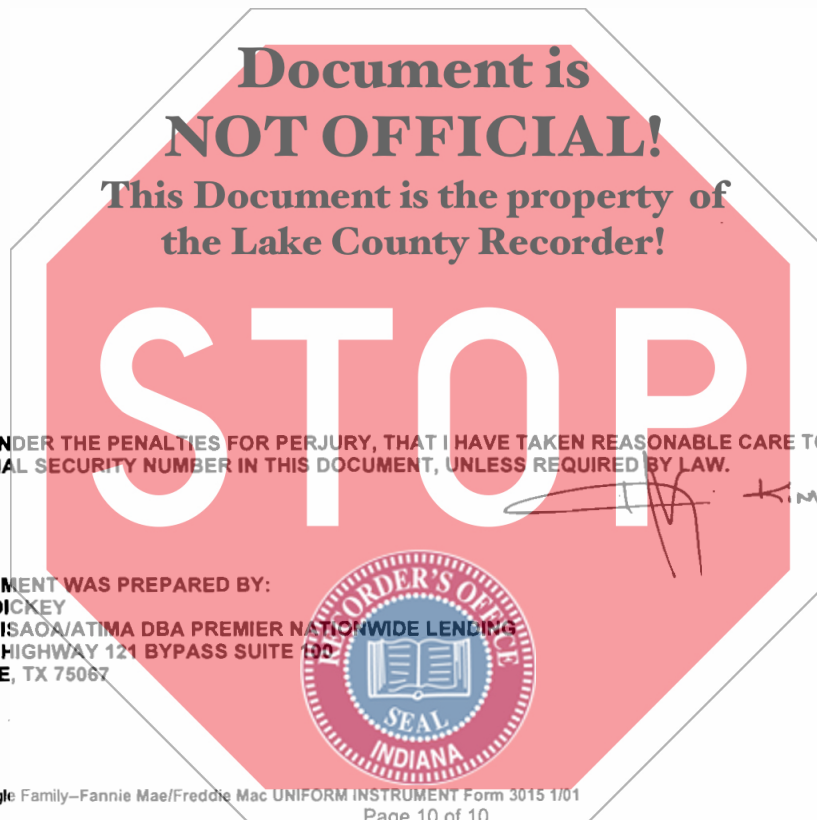 Document is
NOT OFFICIAL!
This Document is the property of
the Lake County Recorder!
STOP
NDER THE PENALTIES FOR PERJURY, THAT I HAVE TAKEN REASONABLE CARE TO
AL SECURITY NUMBER IN THIS DOCUMENT, UNLESS REQUIRED BY LAW.
MENT WAS PREPARED BY:
DICKEY
ISAOA/ATIMA DBA PREMIER NATIONWIDE LENDING
HIGHWAY 121 BYPASS SUITE 100
E, TX 75067
RECORDER'S OFFICE
SEAL
INDIANA
gle Family–Fannie Mae/Freddie Mac UNIFORM INSTRUMENT Form 3015 1/01
Page 10 of 10